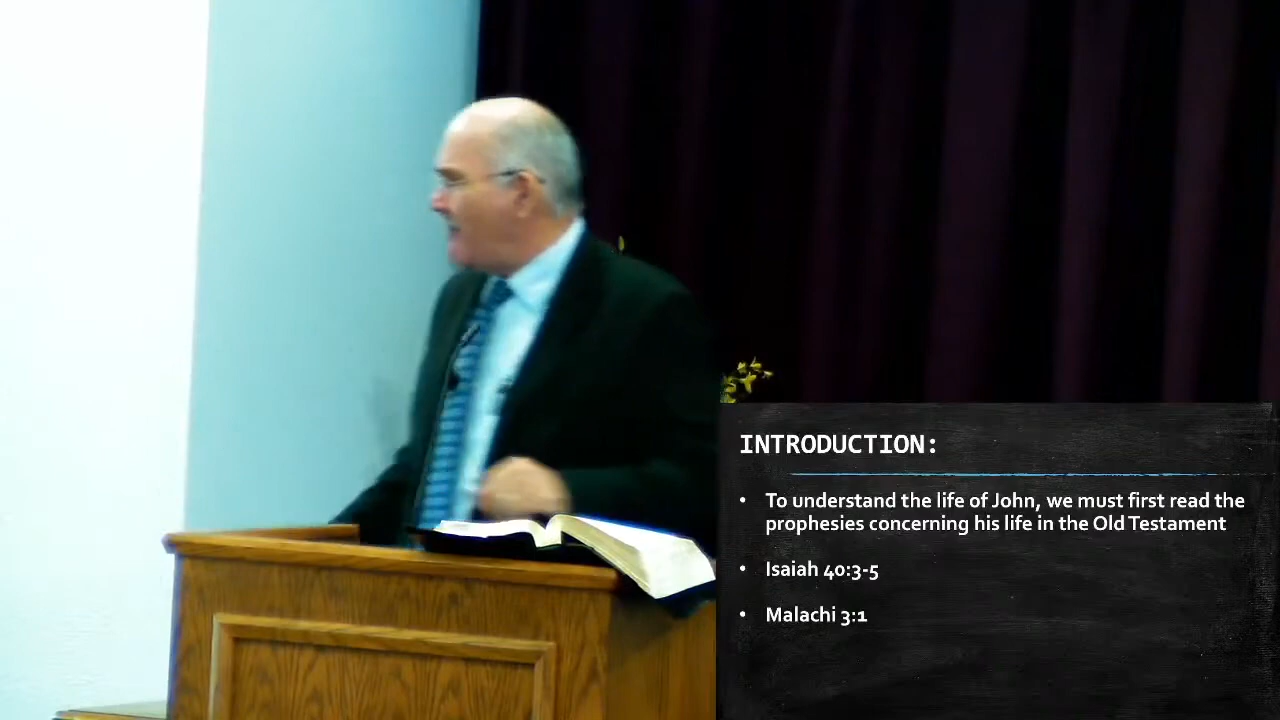 INTRODUCTION:
• To understand the life of John, we must first read the
prophesies concerning his life in the Old Testament
• Isaiah 40:3-5
• Malachi 3:1